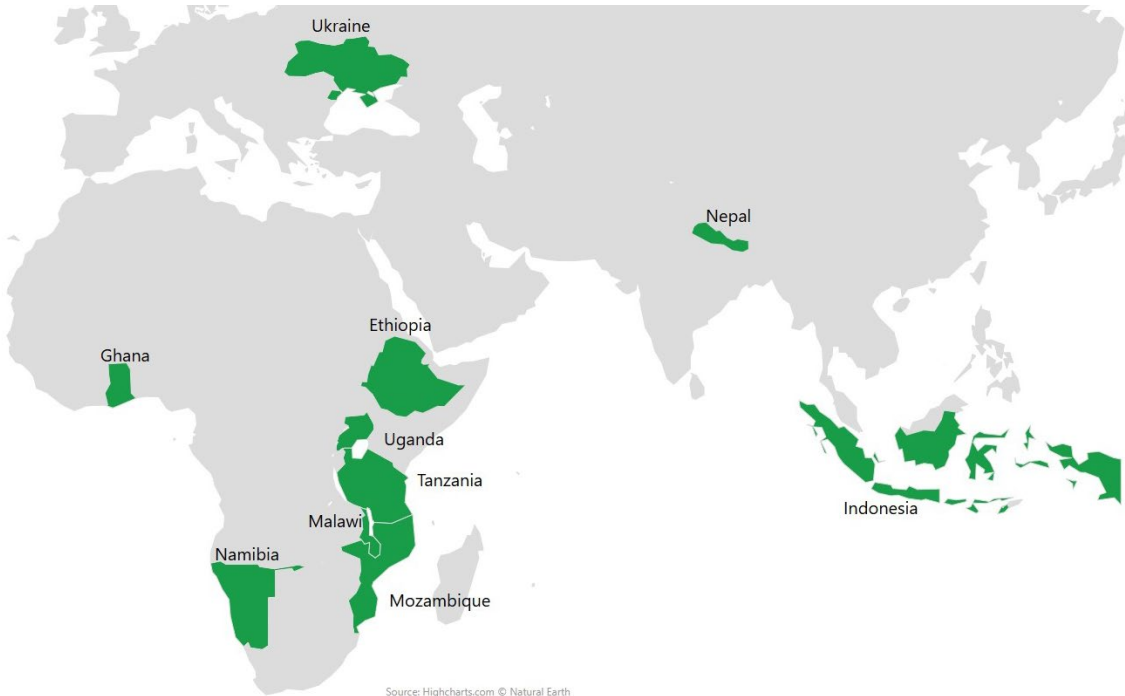 Ukraine
Nepal
Ethiopia
Ghana
Uganda
Tanzania
Indonesia
Malawi
Namibia
Mozambique
Source: Highcharts.com © Natural Earth